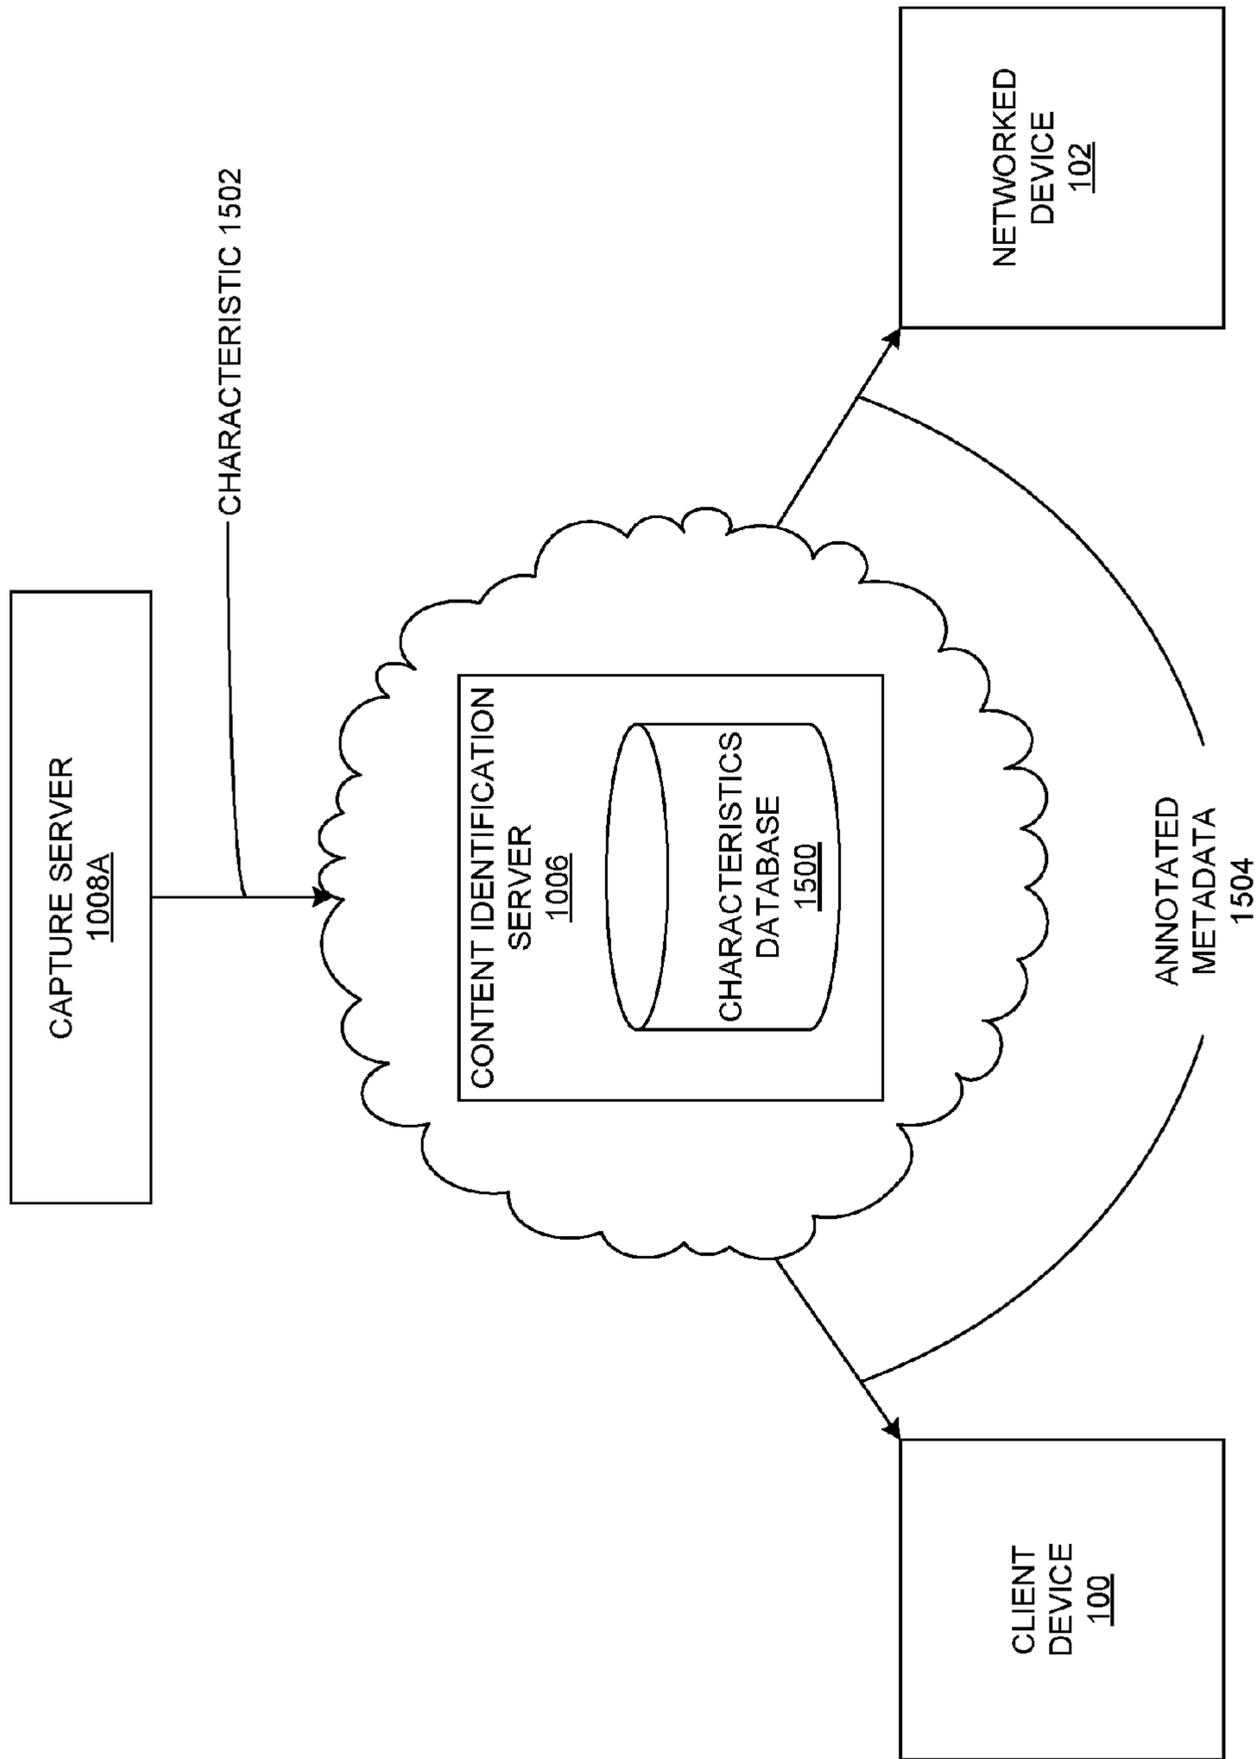 CAPTURE SERVER
1008A
CHARACTERISTIC 1502
CONTENT IDENTIFICATION
SERVER
1006
CHARACTERISTICS
DATABASE
1500
CLIENT
DEVICE
100
NETWORKED
DEVICE
102
ANNOTATED
METADATA
1504